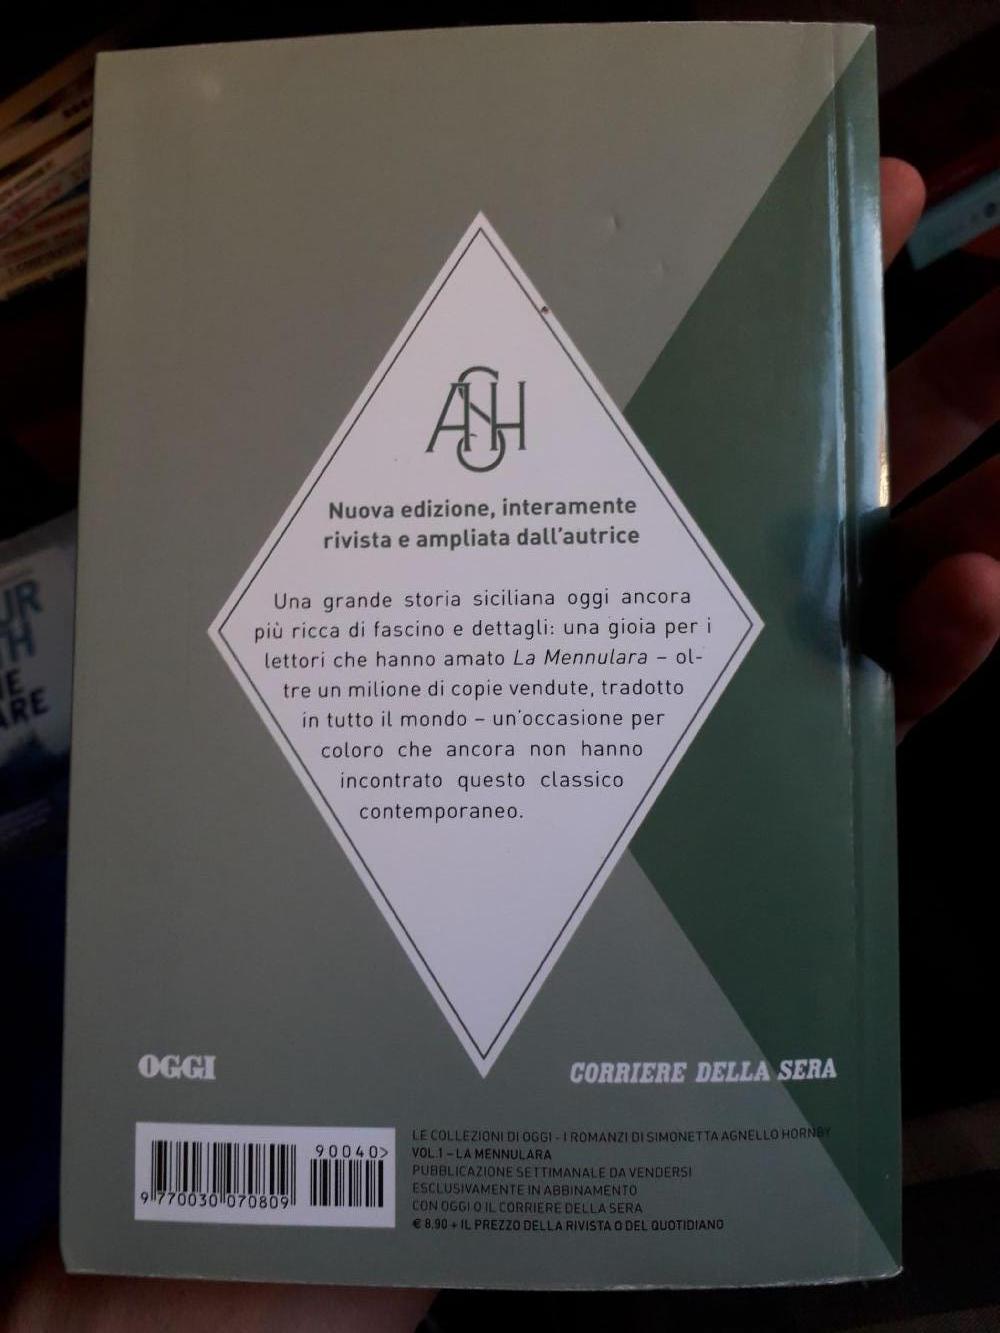 ASH
Nuova edizione, interamente
rivista e ampliata dall'autrice
Una grande storia siciliana oggi ancora
più ricca di fascino e dettagli: una gioia per i
lettori che hanno amato La Mennulara – ol-
tre un milione di copie vendute, tradotto
in tutto il mondo – un'occasione per
coloro che ancora non hanno
incontrato questo classico
contemporaneo.
OGGI
CORRIERE DELLA SERA
90040>
9 770030 070809
LE COLLEZIONI DI OGGI - I ROMANZI DI SIMONETTA AGNELLO HORNBY
VOL.1 – LA MENNULARA
PUBBLICAZIONE SETTIMANALE DA VENDERSI
ESCLUSIVAMENTE IN ABBINAMENTO
CON OGGI O IL CORRIERE DELLA SERA
€ 8,90 + IL PREZZO DELLA RIVISTA O DEL QUOTIDIANO